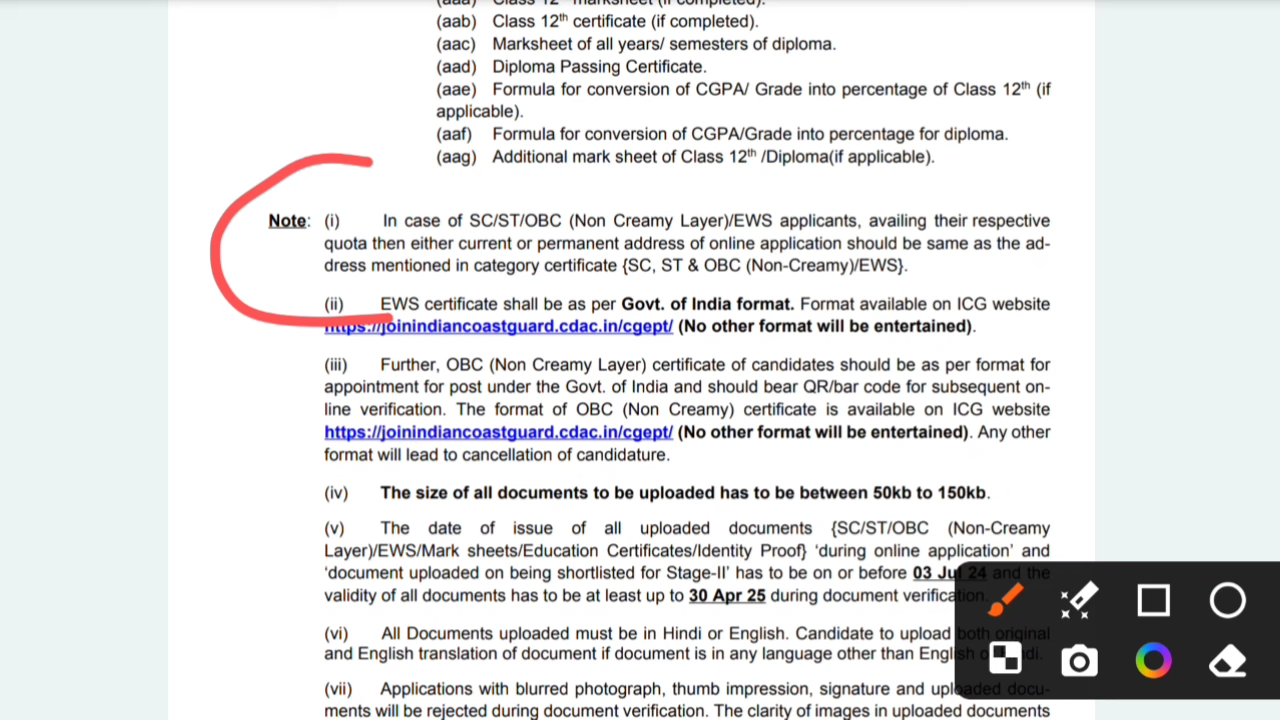 (aaa) Class 12th marksheet (if completed).
(aab) Class 12th certificate (if completed).
(aac) Marksheet of all years/ semesters of diploma.
(aad) Diploma Passing Certificate.
(aae) Formula for conversion of CGPA/ Grade into percentage of Class 12th (if
applicable).
(aaf) Formula for conversion of CGPA/Grade into percentage for diploma.
(aag) Additional mark sheet of Class 12th /Diploma(if applicable).
Note: (i) In case of SC/ST/OBC (Non Creamy Layer)/EWS applicants, availing their respective
quota then either current or permanent address of online application should be same as the ad-
dress mentioned in category certificate {SC, ST & OBC (Non-Creamy)/EWS}.
(ii) EWS certificate shall be as per Govt. of India format. Format available on ICG website
https://joinindiancoastguard.cdac.in/cgept/ (No other format will be entertained).
(iii) Further, OBC (Non Creamy Layer) certificate of candidates should be as per format for
appointment for post under the Govt. of India and should bear QR/bar code for subsequent on-
line verification. The format of OBC (Non Creamy) certificate is available on ICG website
https://joinindiancoastguard.cdac.in/cgept/ (No other format will be entertained). Any other
format will lead to cancellation of candidature.
(iv) The size of all documents to be uploaded has to be between 50kb to 150kb.
(v) The date of issue of all uploaded documents {SC/ST/OBC (Non-Creamy
Layer)/EWS/Mark sheets/Education Certificates/Identity Proof} ‘during online application’ and
‘document uploaded on being shortlisted for Stage-II’ has to be on or before 03 Jul 24 and the
validity of all documents has to be at least up to 30 Apr 25 during document verification.
(vi) All Documents uploaded must be in Hindi or English. Candidate to upload both original
and English translation of document if document is in any language other than English
(vii) Applications with blurred photograph, thumb impression, signature and uploaded docu-
ments will be rejected during document verification. The clarity of images in uploaded documents